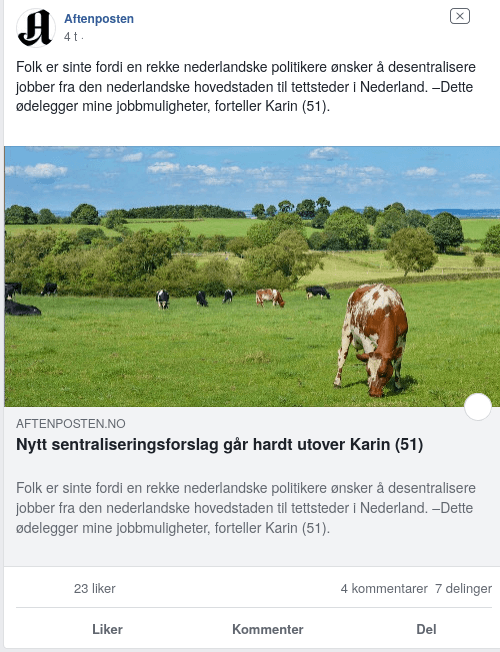 Aftenposten
4 t ·
Folk er sinte fordi en rekke nederlandske politikere ønsker å desentralisere
jobber fra den nederlandske hovedstaden til tettsteder i Nederland. –Dette
ødelegger mine jobbmuligheter, forteller Karin (51).
AFTENPOSTEN.NO
Nytt sentraliseringsforslag går hardt utover Karin (51)
Folk er sinte fordi en rekke nederlandske politikere ønsker å desentralisere
jobber fra den nederlandske hovedstaden til tettsteder i Nederland. –Dette
ødelegger mine jobbmuligheter, forteller Karin (51).
23 liker 4 kommentarer 7 delinger
Liker Kommenter Del